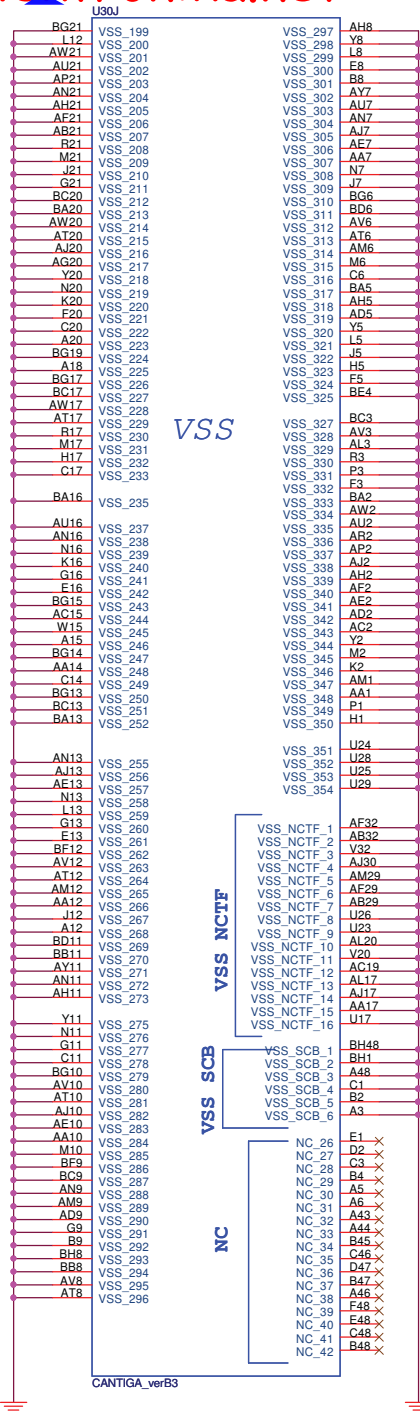 U30J
BG21 VSS_199
L12 VSS_200
AW21 VSS_201
AU21 VSS_202
AP21 VSS_203
AN21 VSS_204
AH21 VSS_205
AF21 VSS_206
AB21 VSS_207
R21 VSS_208
M21 VSS_209
J21 VSS_210
G21 VSS_211
BC20 VSS_212
BA20 VSS_213
AW20 VSS_214
AT20 VSS_215
AJ20 VSS_216
AG20 VSS_217
Y20 VSS_218
N20 VSS_219
K20 VSS_220
F20 VSS_221
C20 VSS_222
A20 VSS_223
BG19 VSS_224
A18 VSS_225
BG17 VSS_226
BC17 VSS_227
AW17 VSS_228
AT17 VSS_229
R17 VSS_230
M17 VSS_231
H17 VSS_232
C17 VSS_233
BA16 VSS_235
AU16 VSS_237
AN16 VSS_238
N16 VSS_239
K16 VSS_240
G16 VSS_241
E16 VSS_242
BG15 VSS_243
AC15 VSS_244
W15 VSS_245
A15 VSS_246
BG14 VSS_247
AA14 VSS_248
C14 VSS_249
BG13 VSS_250
BC13 VSS_251
BA13 VSS_252
AN13 VSS_255
AJ13 VSS_256
AE13 VSS_257
N13 VSS_258
L13 VSS_259
G13 VSS_260
E13 VSS_261
BF12 VSS_262
AV12 VSS_263
AT12 VSS_264
AM12 VSS_265
AA12 VSS_266
J12 VSS_267
A12 VSS_268
BD11 VSS_269
BB11 VSS_270
AY11 VSS_271
AN11 VSS_272
AH11 VSS_273
Y11 VSS_275
N11 VSS_276
G11 VSS_277
C11 VSS_278
BG10 VSS_279
AV10 VSS_280
AT10 VSS_281
AJ10 VSS_282
AE10 VSS_283
AA10 VSS_284
M10 VSS_285
BF9 VSS_286
BC9 VSS_287
AN9 VSS_288
AM9 VSS_289
AD9 VSS_290
G9 VSS_291
B9 VSS_292
BH8 VSS_293
BB8 VSS_294
AV8 VSS_295
AT8 VSS_296
VSS
VSS_297 AH8
VSS_298 Y8
VSS_299 L8
VSS_300 E8
VSS_301 B8
VSS_302 AY7
VSS_303 AU7
VSS_304 AN7
VSS_305 AJ7
VSS_306 AE7
VSS_307 AA7
VSS_308 N7
VSS_309 J7
VSS_310 BG6
VSS_311 BD6
VSS_312 AV6
VSS_313 AT6
VSS_314 AM6
VSS_315 M6
VSS_316 C6
VSS_317 BA5
VSS_318 AH5
VSS_319 AD5
VSS_320 Y5
VSS_321 L5
VSS_322 J5
VSS_323 H5
VSS_324 F5
VSS_325 BE4
VSS_327 BC3
VSS_328 AV3
VSS_329 AL3
VSS_330 R3
VSS_331 P3
VSS_332 F3
VSS_333 BA2
VSS_334 AW2
VSS_335 AU2
VSS_336 AR2
VSS_337 AP2
VSS_338 AJ2
VSS_339 AH2
VSS_340 AF2
VSS_341 AE2
VSS_342 AD2
VSS_343 AC2
VSS_344 Y2
VSS_345 M2
VSS_346 K2
VSS_347 AM1
VSS_348 AA1
VSS_349 P1
VSS_350 H1
VSS_351 U24
VSS_352 U28
VSS_353 U25
VSS_354 U29
VSS NCTF
VSS_NCTF_1 AF32
VSS_NCTF_2 AB32
VSS_NCTF_3 V32
VSS_NCTF_4 AJ30
VSS_NCTF_5 AM29
VSS_NCTF_6 AF29
VSS_NCTF_7 AB29
VSS_NCTF_8 U26
VSS_NCTF_9 U23
VSS_NCTF_10 AL20
VSS_NCTF_11 V20
VSS_NCTF_12 AC19
VSS_NCTF_13 AL17
VSS_NCTF_14 AJ17
VSS_NCTF_15 AA17
VSS_NCTF_16 U17
VSS SCB
VSS_SCB_1 BH48
VSS_SCB_2 BH1
VSS_SCB_3 A48
VSS_SCB_4 C1
VSS_SCB_5 B2
VSS_SCB_6 A3
NC
NC_26 E1
NC_27 D2
NC_28 C3
NC_29 B4
NC_30 A5
NC_31 A6
NC_32 A43
NC_33 A44
NC_34 B45
NC_35 C46
NC_36 D47
NC_37 B47
NC_38 A46
NC_39 F48
NC_40 E48
NC_41 C48
NC_42 B48
CANTIGA_verB3